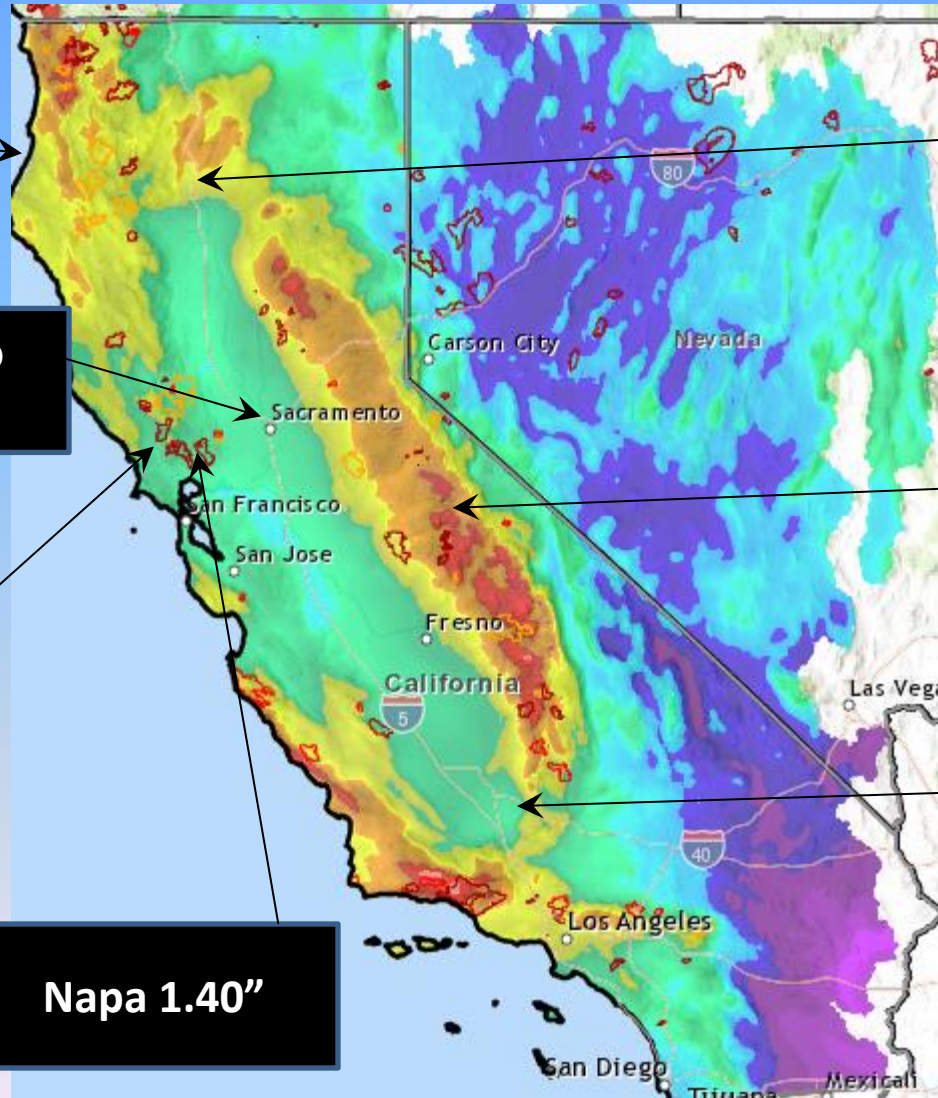 80
Carson City
Nevada
Sacramento
San Francisco
San Jose
Fresno
California
5
Las Vega
40
Los Angeles
Napa 1.40”
San Diego
Tijuana
Mexicali